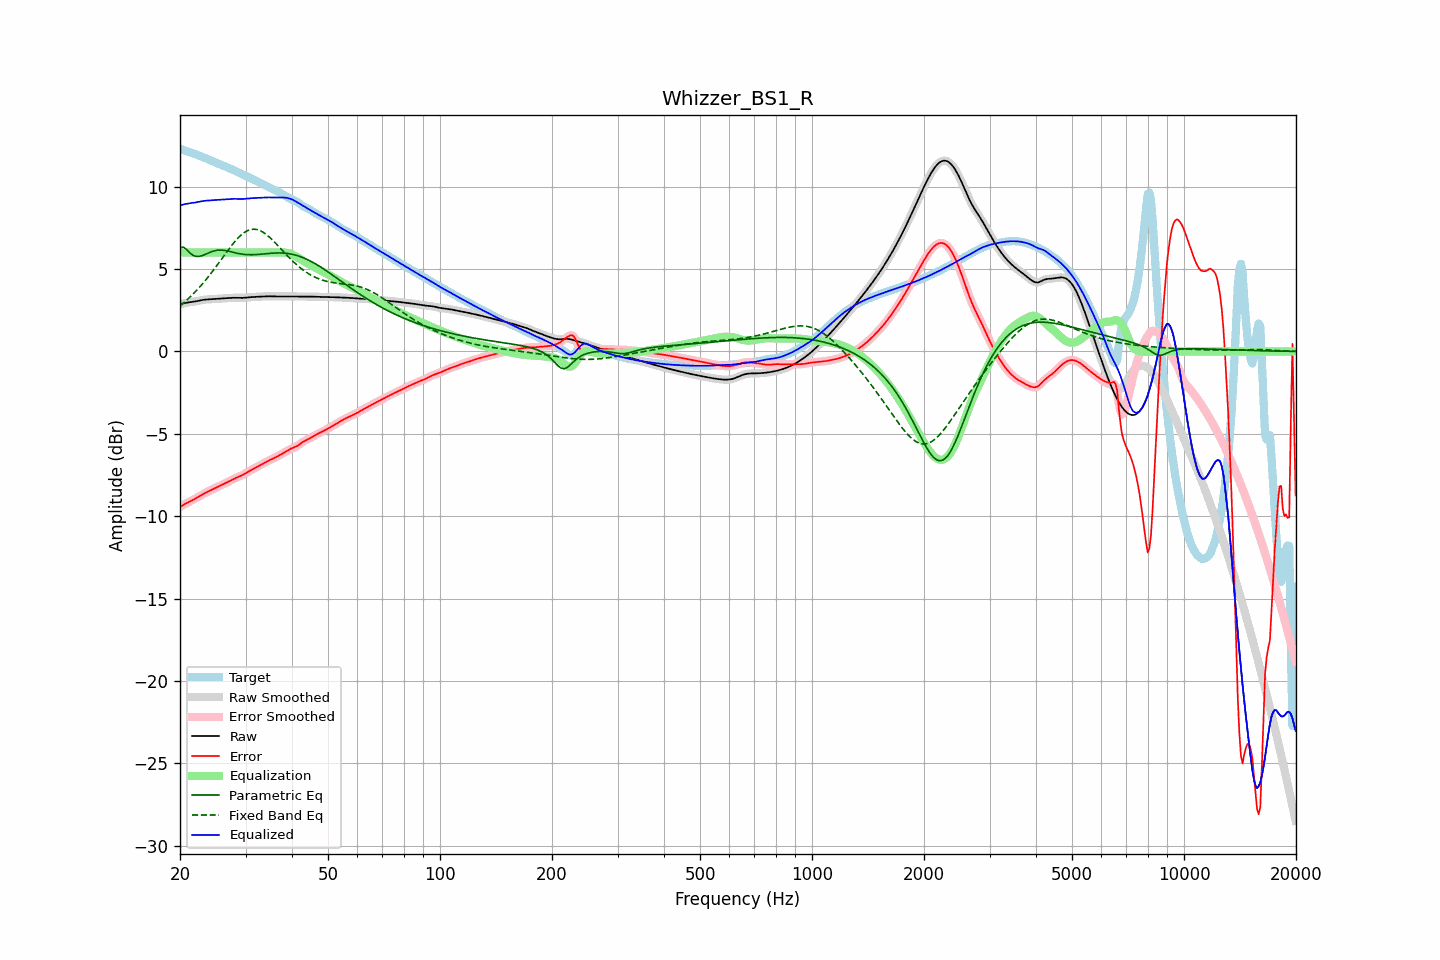 Whizzer_BS1_R
Amplitude (dBr)
10
5
0
−5
−10
−15
−20
−25
−30
Target
Raw Smoothed
Error Smoothed
Raw
Error
Equalization
Parametric Eq
Fixed Band Eq
Equalized
20 50 100 200 500 1000 2000 5000 10000 20000
Frequency (Hz)